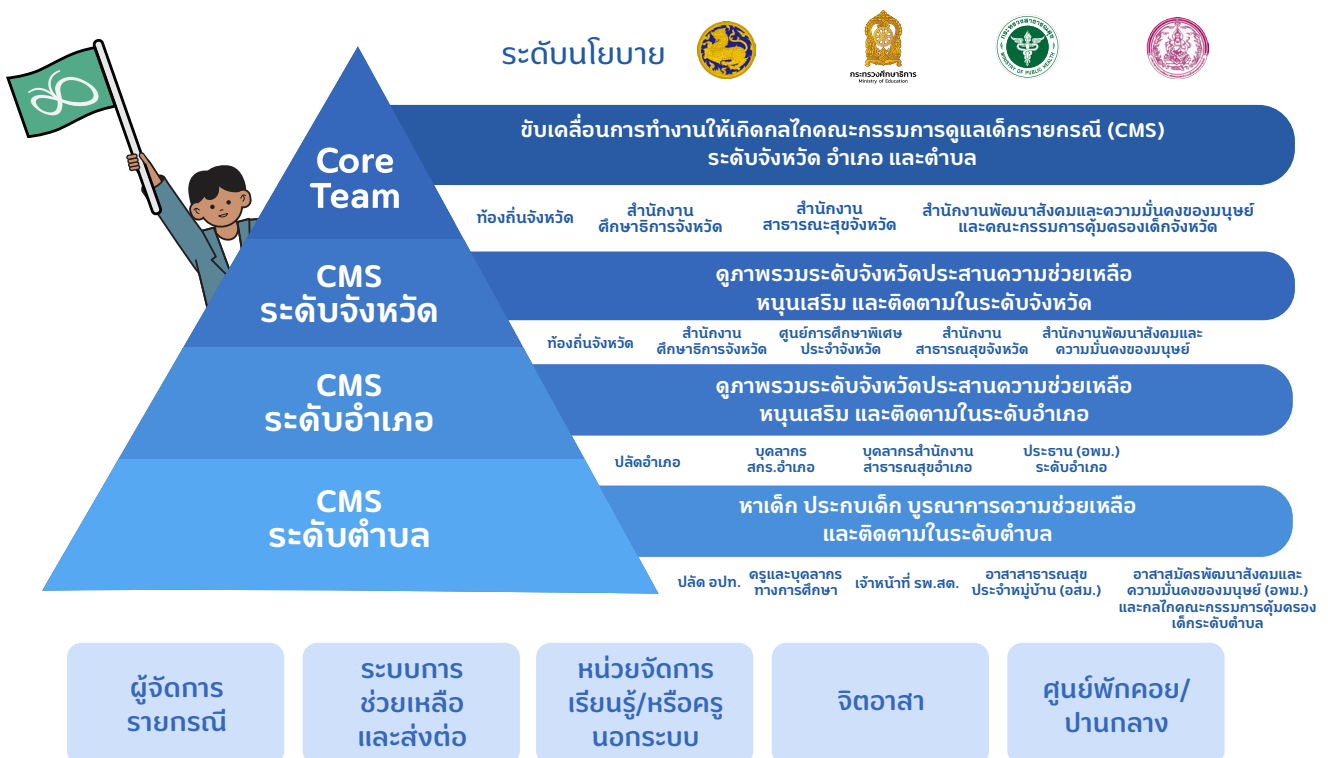 ระดับนโยบาย
กระทรวงศึกษาธิการ
Ministry of Education
กระทรวงสาธารณสุข
MINISTRY OF PUBLIC HEALTH
Core
Team
ขับเคลื่อนการทำงานให้เกิดกลไกคณะกรรมการดูแลเด็กรายกรณี (CMS)
ระดับจังหวัด อำเภอ และตำบล
ท้องถิ่นจังหวัด
สำนักงาน
ศึกษาธิการจังหวัด
สำนักงาน
สาธารณะสุขจังหวัด
สำนักงานพัฒนาสังคมและความมั่นคงของมนุษย์
และคณะกรรมการคุ้มครองเด็กจังหวัด
CMS
ระดับจังหวัด
ดูภาพรวมระดับจังหวัดประสานความช่วยเหลือ
หนุนเสริม และติดตามในระดับจังหวัด
ท้องถิ่นจังหวัด
สำนักงาน
ศึกษาธิการจังหวัด
ศูนย์การศึกษาพิเศษ
ประจำจังหวัด
สำนักงาน
สาธารณสุขจังหวัด
สำนักงานพัฒนาสังคมและ
ความมั่นคงของมนุษย์
CMS
ระดับอำเภอ
ดูภาพรวมระดับจังหวัดประสานความช่วยเหลือ
หนุนเสริม และติดตามในระดับอำเภอ
ปลัดอำเภอ
บุคลากร
สกร.อำเภอ
บุคลากรสำนักงาน
สาธารณสุขอำเภอ
ประธาน (อพม.)
ระดับอำเภอ
CMS
ระดับตำบล
หาเด็ก ประกบเด็ก บูรณาการความช่วยเหลือ
และติดตามในระดับตำบล
ปลัด อปท.
ครูและบุคลากร
ทางการศึกษา
เจ้าหน้าที่ รพ.สต.
อาสาสาธารณสุข
ประจำหมู่บ้าน (อสม.)
อาสาสมัครพัฒนาสังคมและ
ความมั่นคงของมนุษย์ (อพม.)
และกลไกคณะกรรมการคุ้มครอง
เด็กระดับตำบล
ผู้จัดการ
รายกรณี
ระบบการ
ช่วยเหลือ
และส่งต่อ
หน่วยจัดการ
เรียนรู้/หรือครู
นอกระบบ
จิตอาสา
ศูนย์พักคอย/
ปานกลาง